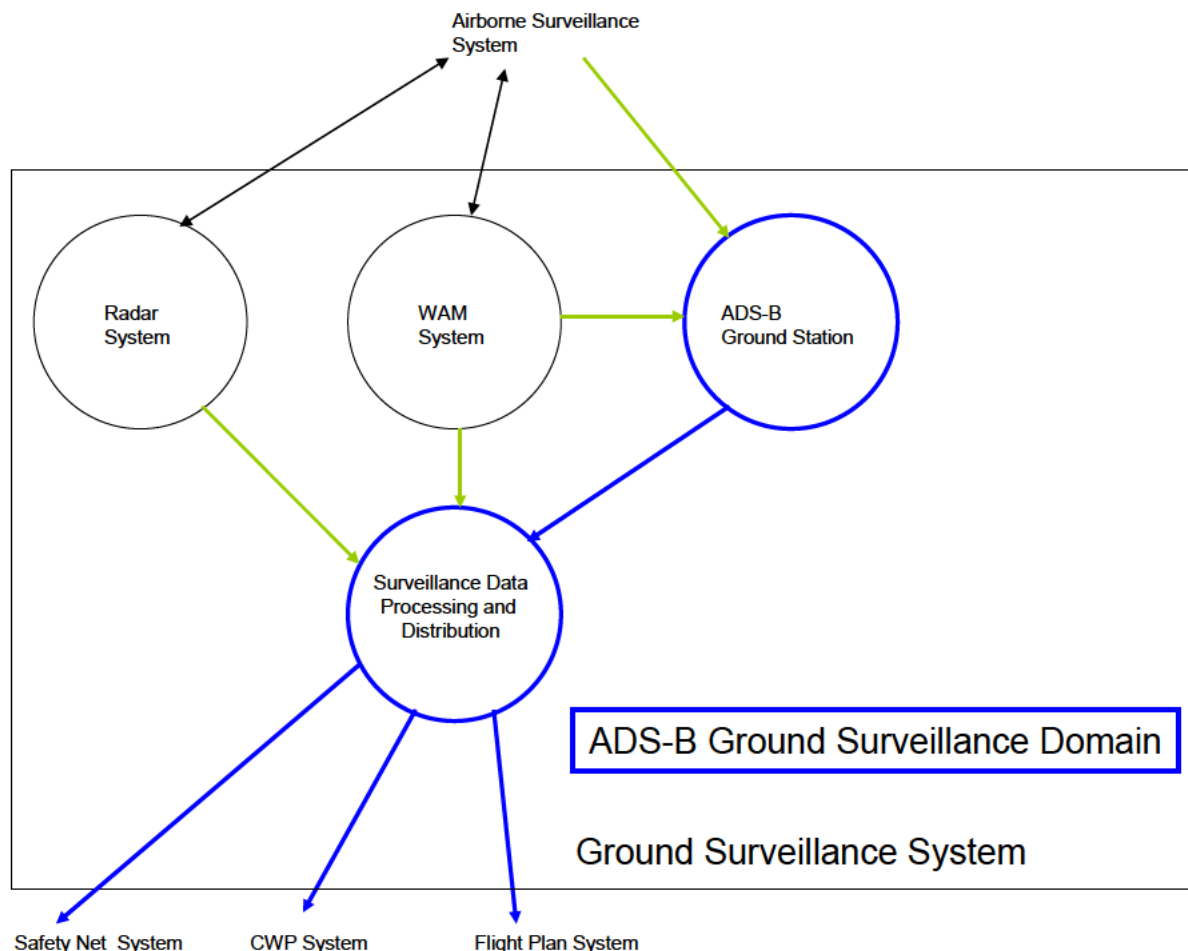 Airborne Surveillance
System
Radar
System
WAM
System
ADS-B
Ground Station
Surveillance Data
Processing and
Distribution
ADS-B Ground Surveillance Domain
Ground Surveillance System
Safety Net System
CWP System
Flight Plan System